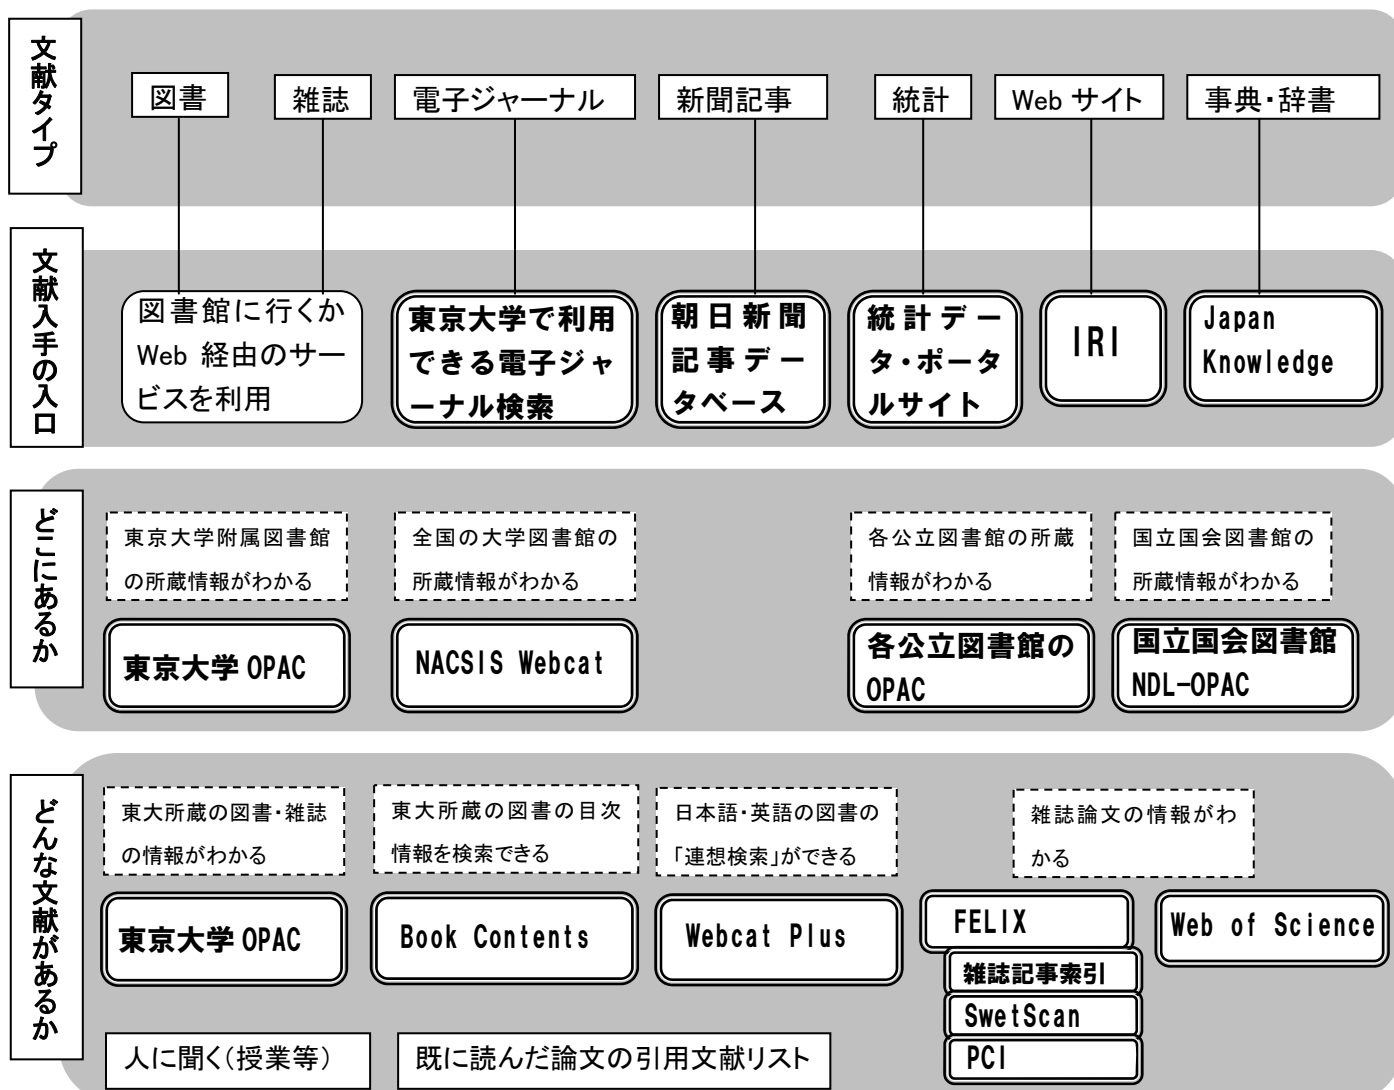 文献タイプ
図書
雑誌
電子ジャーナル
新聞記事
統計
Web サイト
事典・辞書
文献入手の入口
図書館に行くか
Web 経由のサー
ビスを利用
東京大学で利用
できる電子ジャ
ーナル検索
朝日新聞
記事デー
タベース
統計デー
タ・ポータ
ルサイト
IRI
Japan
Knowledge
どこにあるか
東京大学附属図書館
の所蔵情報がわかる
全国の大学図書館の
所蔵情報がわかる
各公立図書館の所蔵
情報がわかる
国立国会図書館の
所蔵情報がわかる
東京大学 OPAC
NACSIS Webcat
各公立図書館の
OPAC
国立国会図書館
NDL-OPAC
どんな文献があるか
東大所蔵の図書・雑誌
の情報がわかる
東大所蔵の図書の目次
情報を検索できる
日本語・英語の図書の
「連想検索」ができる
雑誌論文の情報がわ
かる
東京大学 OPAC
Book Contents
Webcat Plus
FELIX
雑誌記事索引
SwetScan
PCI
Web of Science
人に聞く(授業等)
既に読んだ論文の引用文献リスト